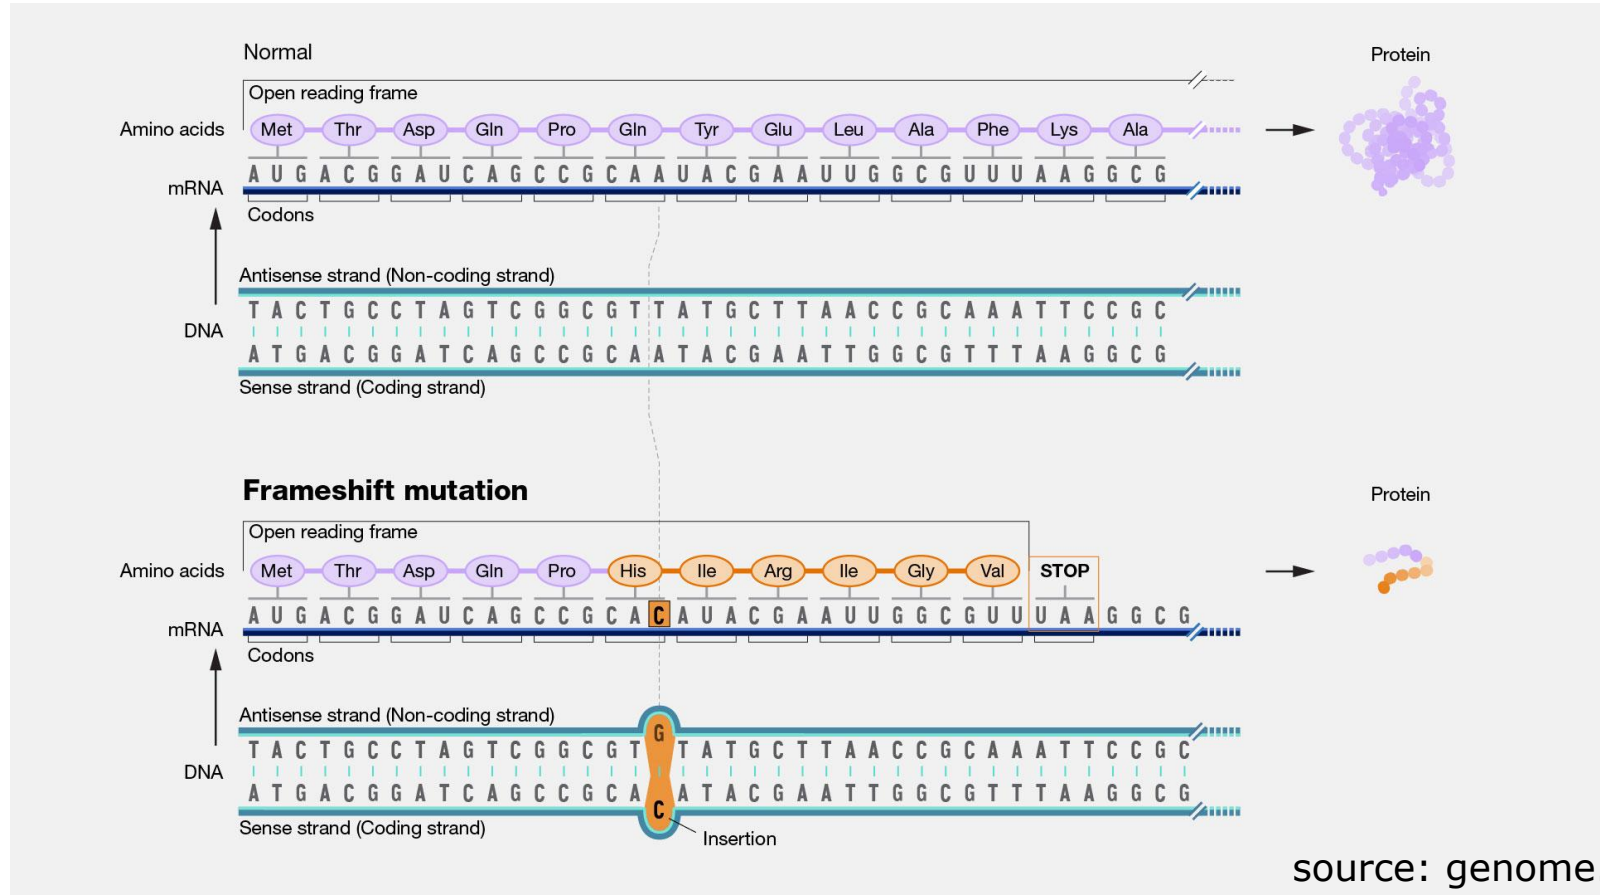 Normal
Protein
Open reading frame
Amino acids Met Thr Asp Gln Pro Gln Tyr Glu Leu Ala Phe Lys Ala
A U G A C G G A U C A G C C G C A A U A C G A A U U G G C G U U U A A G G C G
mRNA
Codons
Antisense strand (Non-coding strand)
T A C T G C C T A G T C G G C G T T A T G C T T A A C C G C A A A T T C C G C
DNA
A T G A C G G A T C A G C C G C A A T A C G A A T T G G C G T T T A A G G C G
Sense strand (Coding strand)
Frameshift mutation
Protein
Open reading frame
Amino acids Met Thr Asp Gln Pro His Ile Arg Ile Gly Val STOP
A U G A C G G A U C A G C C G C A C A U A C G A A U U G G C G U U U A A G G C G
mRNA
Codons
Antisense strand (Non-coding strand)
T A C T G C C T A G T C G G C G T G T A T G C T T A A C C G C A A A T T C C G C
DNA
A T G A C G G A T C A G C C G C A C A T A C G A A T T G G C G T T T A A G G C G
Sense strand (Coding strand)
Insertion
source: genome